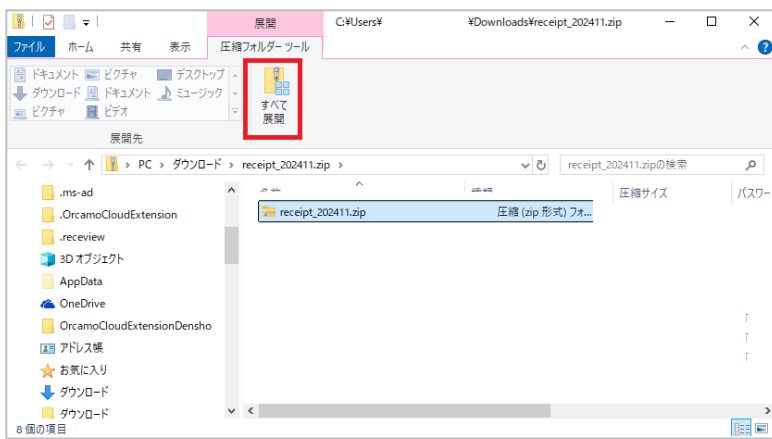 展開 C:¥Users¥ ¥Downloads¥receipt_202411.zip
ファイル ホーム 共有 表示 圧縮フォルダー ツール
ドキュメント ピクチャ デスクトップ
ダウンロード ドキュメント ミュージック
ピクチャ ビデオ
すべて
展開
展開先
PC › ダウンロード › receipt_202411.zip › receipt_202411.zipの検索
名前 種類 圧縮サイズ パスワー
receipt_202411.zip 圧縮 (zip 形式) フォ...
.ms-ad
.OrcamoCloudExtension
.receview
3D オブジェクト
AppData
OneDrive
OrcamoCloudExtensionDensho
アドレス帳
お気に入り
ダウンロード
ダウンロード
8 個の項目